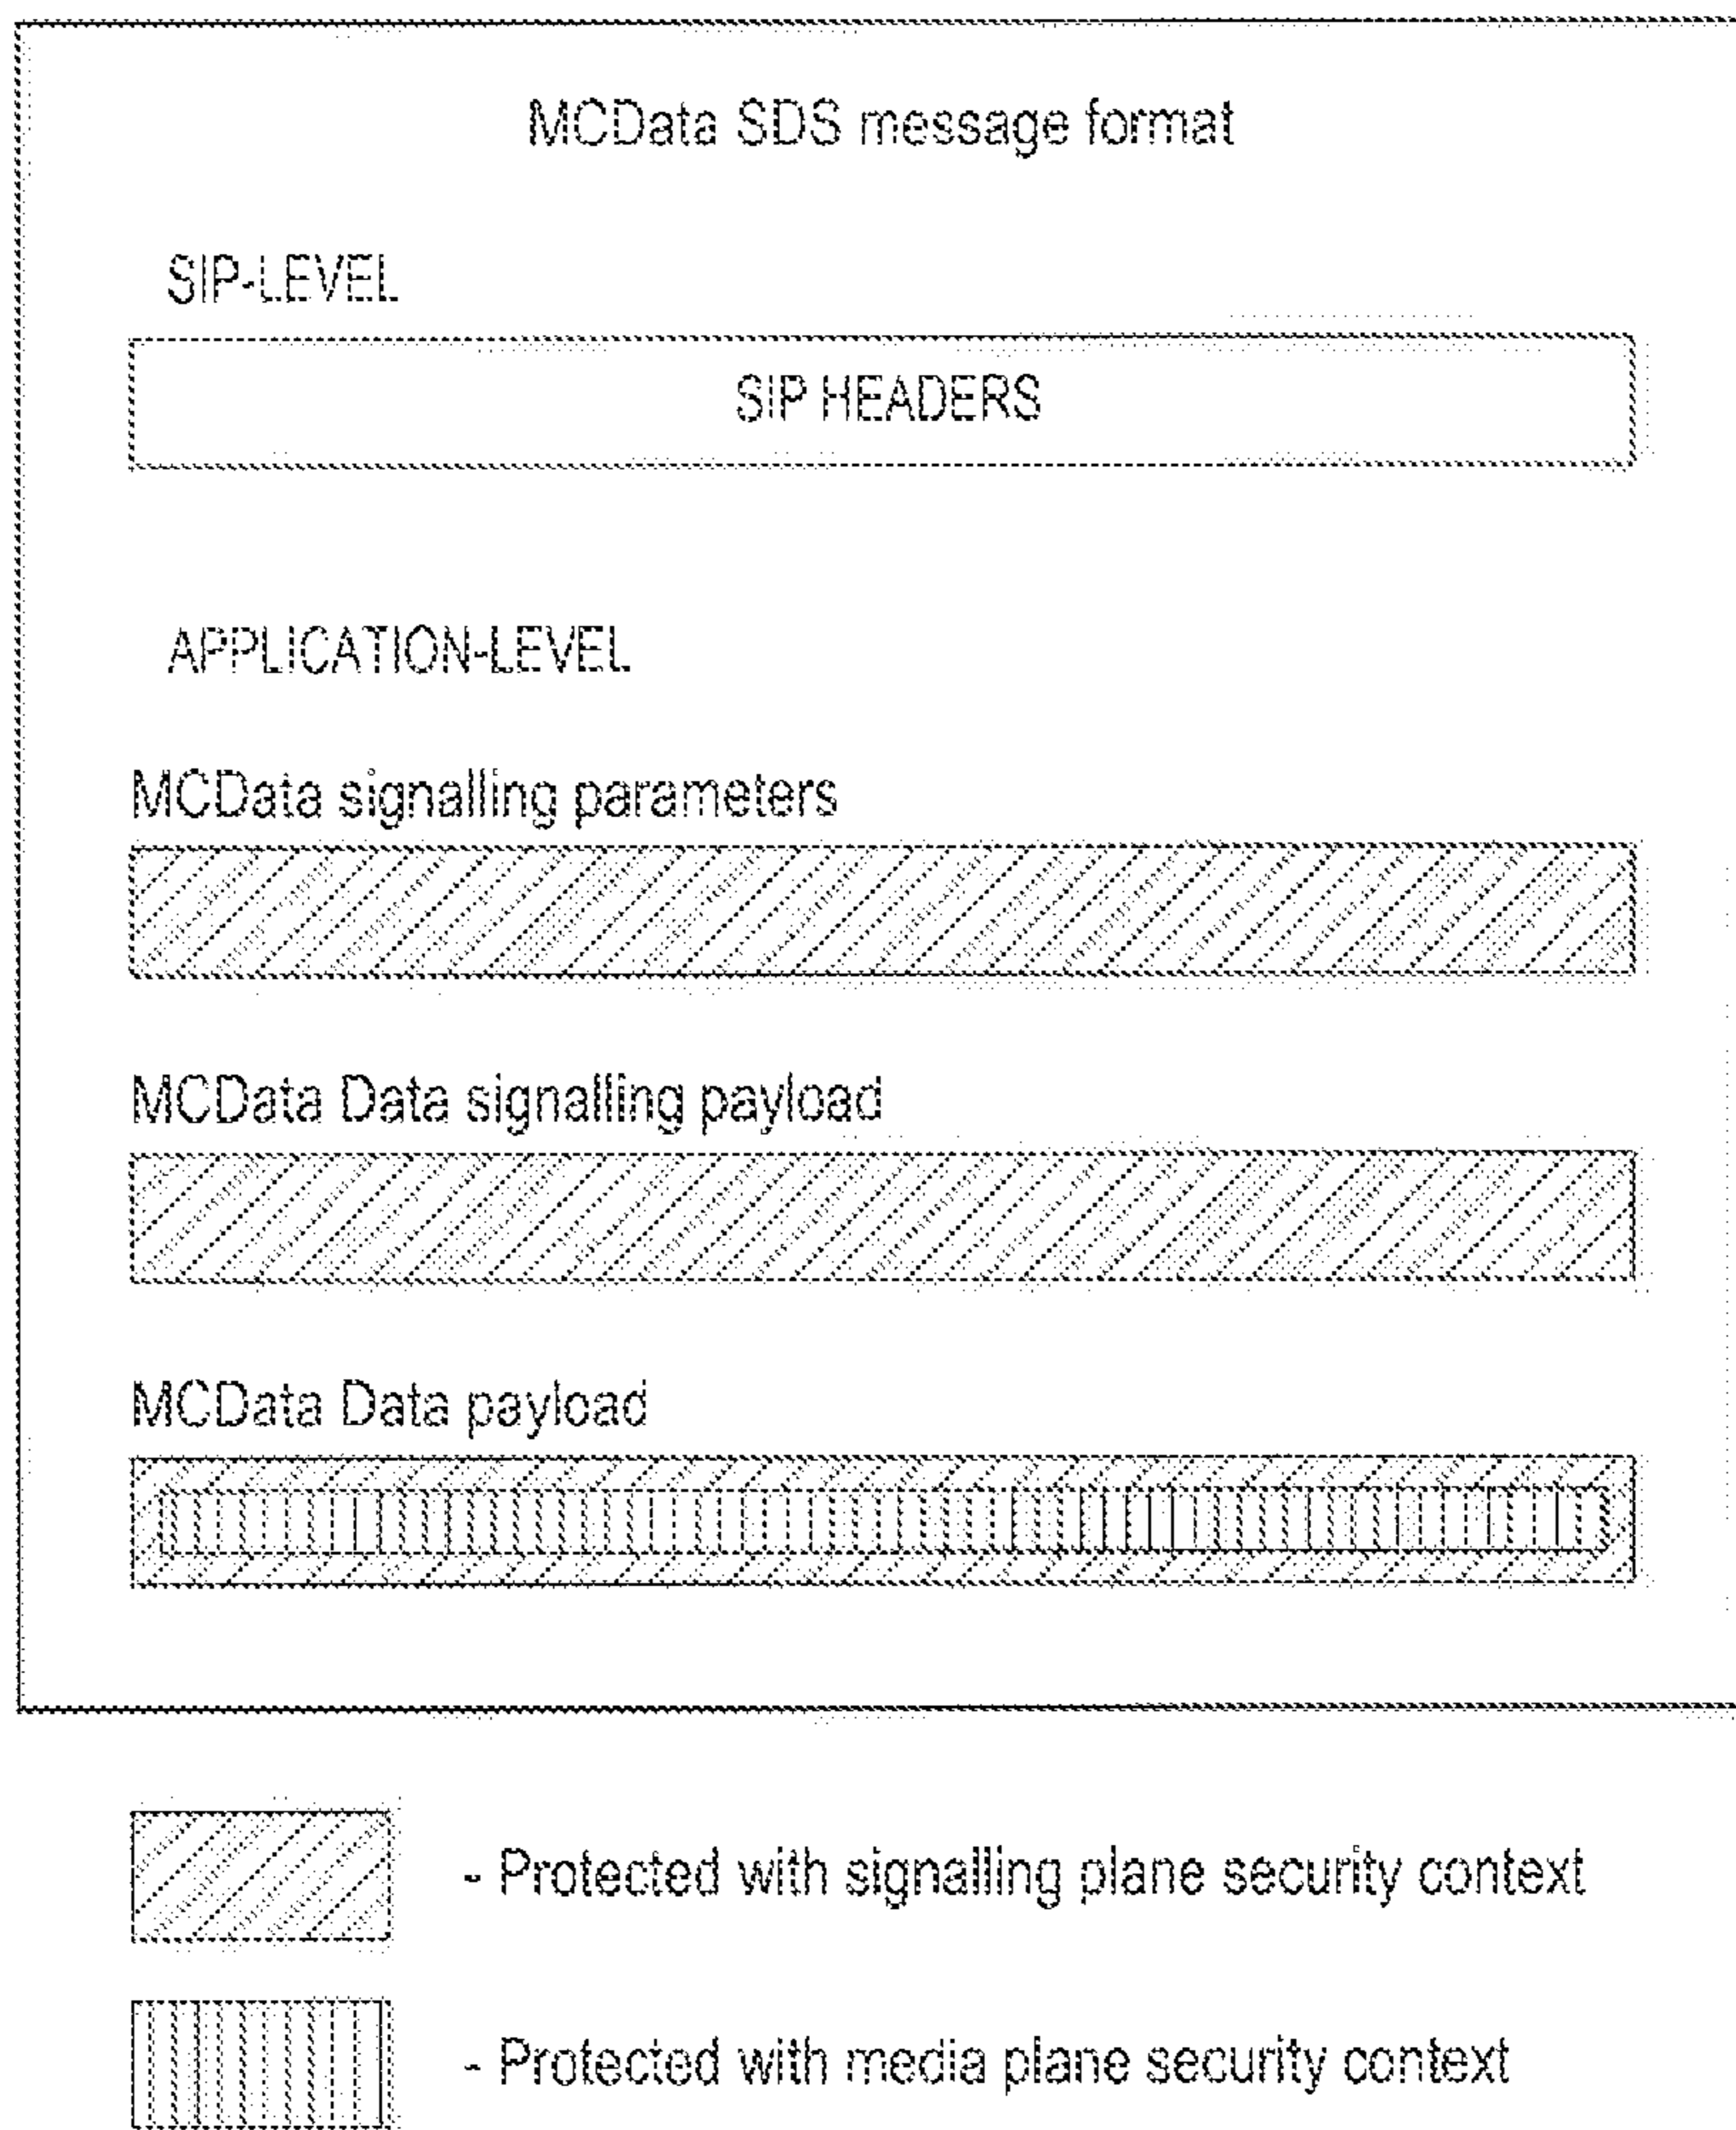 MCData SDS message format
SIP-LEVEL
SIP HEADERS
APPLICATION-LEVEL
MCData signalling parameters
MCData Data signalling payload
MCData Data payload
- Protected with signalling plane security context
- Protected with media plane security context